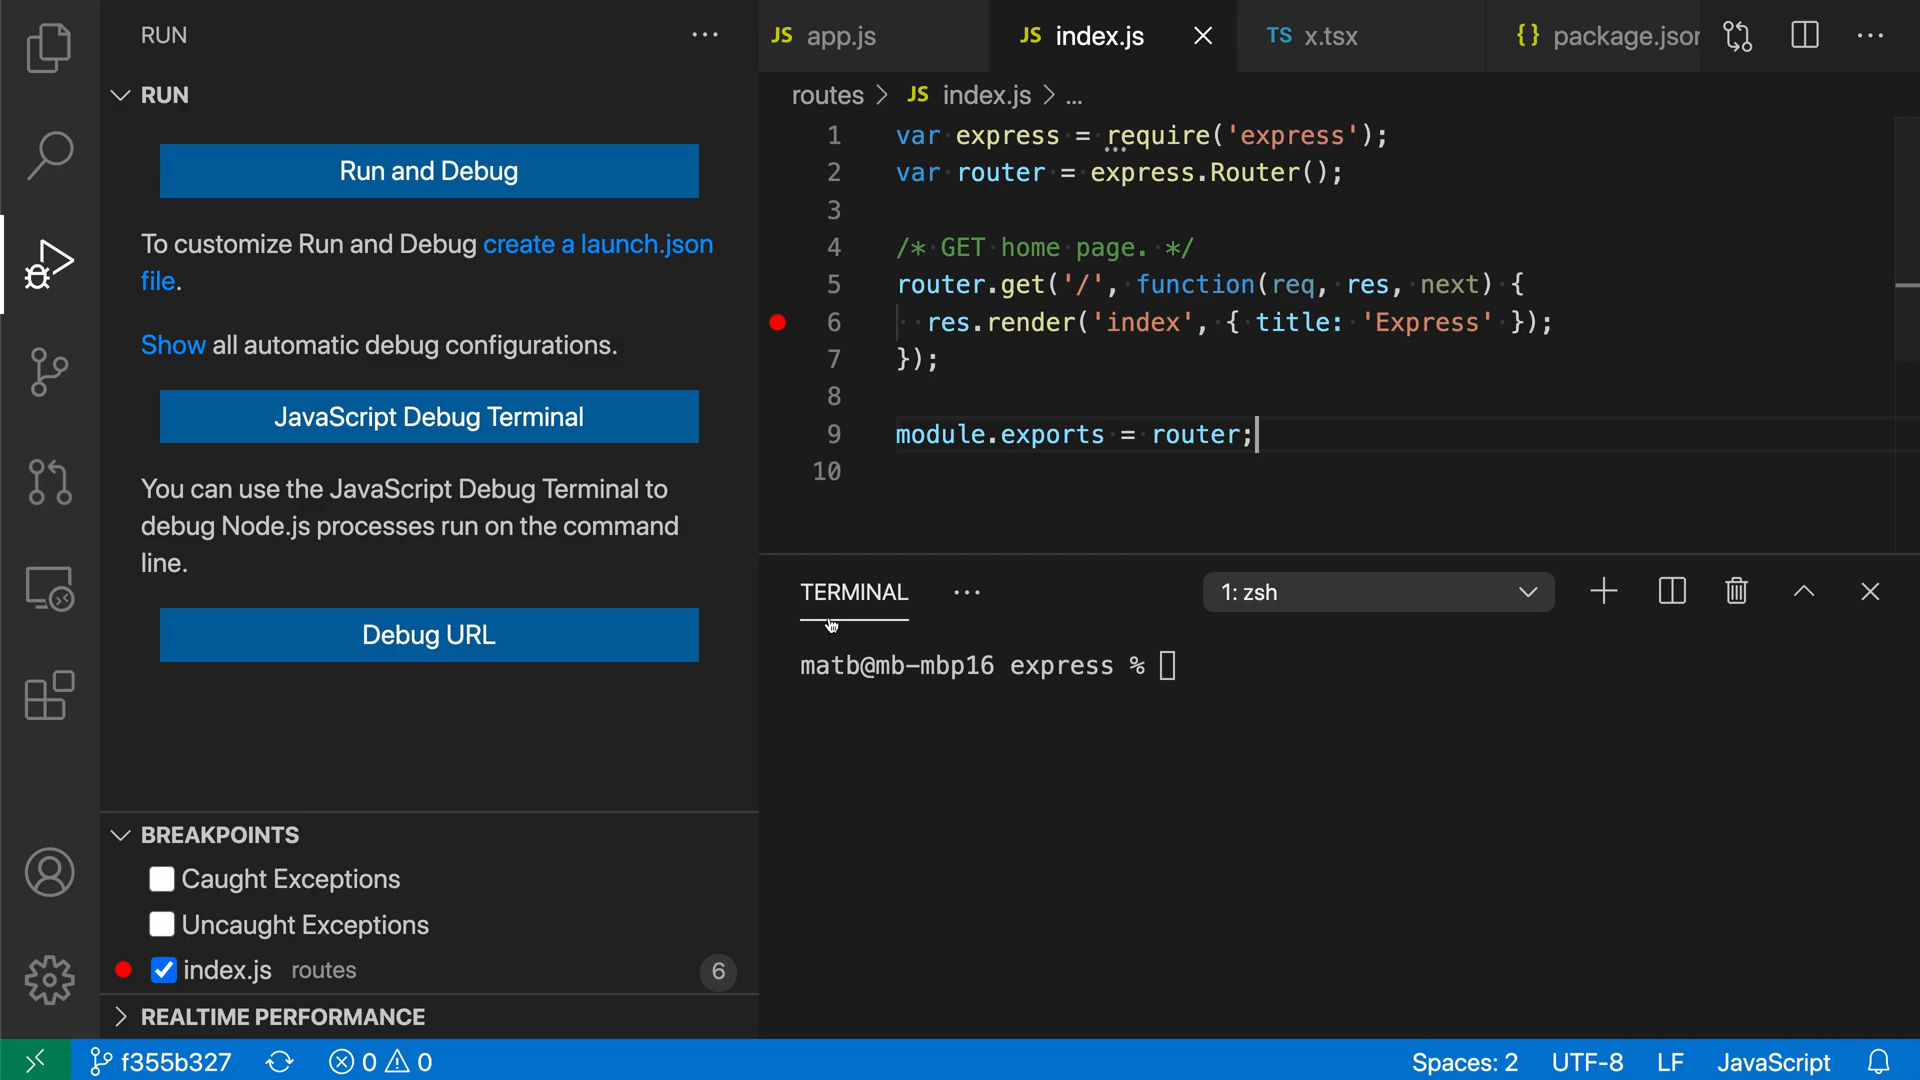 RUN
RUN
Run and Debug
To customize Run and Debug create a launch.json
file.
Show all automatic debug configurations.
JavaScript Debug Terminal
You can use the JavaScript Debug Terminal to
debug Node.js processes run on the command
line.
Debug URL
BREAKPOINTS
Caught Exceptions
Uncaught Exceptions
index.js routes 6
REALTIME PERFORMANCE
JS app.js
JS index.js
TS x.tsx
{} package.json
routes > JS index.js > ...
1 var express = require('express');
2 var router = express.Router();
3
4 /* GET home page. */
5 router.get('/', function(req, res, next) {
6 res.render('index', { title: 'Express' });
7 });
8
9 module.exports = router;
10
TERMINAL
1: zsh
matb@mb-mbp16 express %
f355b327 0 0
Spaces: 2 UTF-8 LF JavaScript